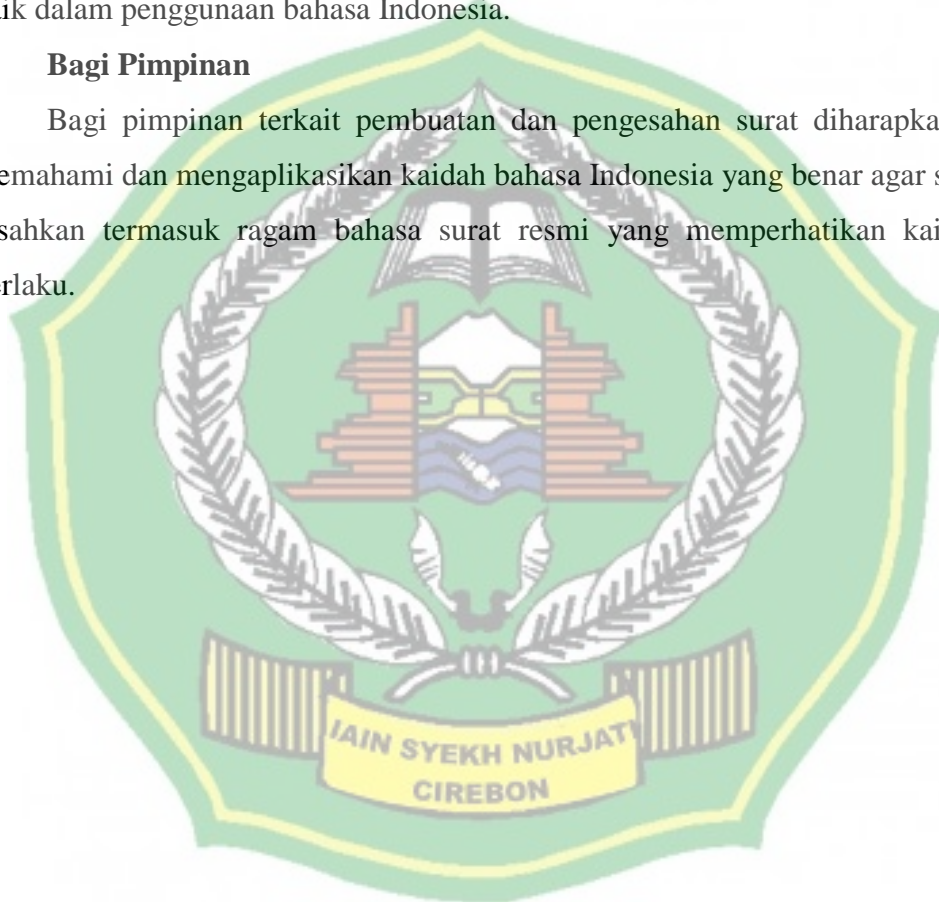 ik dalam penggunaan bahasa Indonesia.
Bagi Pimpinan
Bagi pimpinan terkait pembuatan dan pengesahan surat diharapka
emahami dan mengaplikasikan kaidah bahasa Indonesia yang benar agar s
sahkan termasuk ragam bahasa surat resmi yang memperhatikan kai
erlaku.
IAIN SYEKH NURJATI
CIREBON